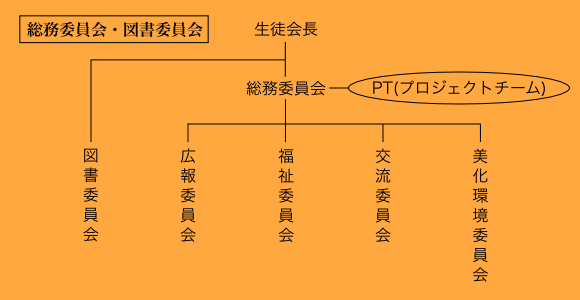 総務委員会・図書委員会
生徒会長
総務委員会
PT(プロジェクトチーム)
図書委員会
広報委員会
福祉委員会
交流委員会
美化環境委員会